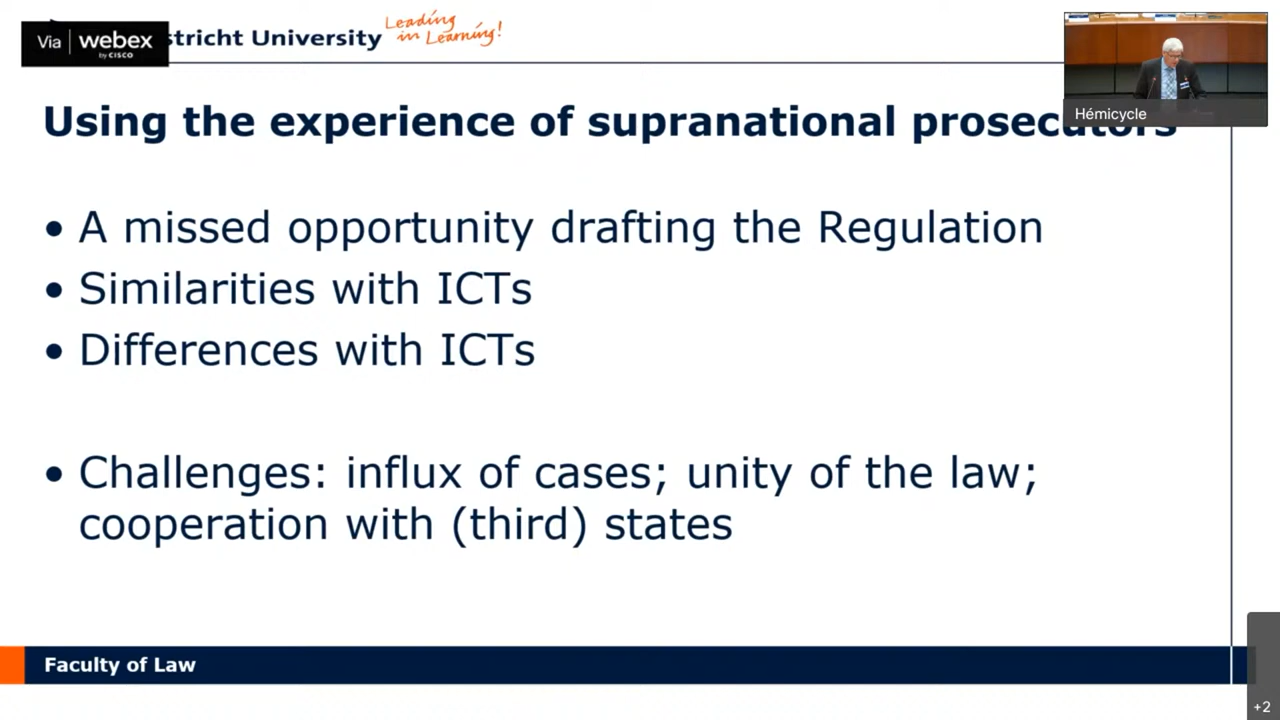 Via webex
by CISCO
stricht University
Leading
in Learning!
Hémicycle
Using the experience of supranational prosecutors
• A missed opportunity drafting the Regulation
• Similarities with ICTs
• Differences with ICTs
• Challenges: influx of cases; unity of the law;
cooperation with (third) states
Faculty of Law
+2